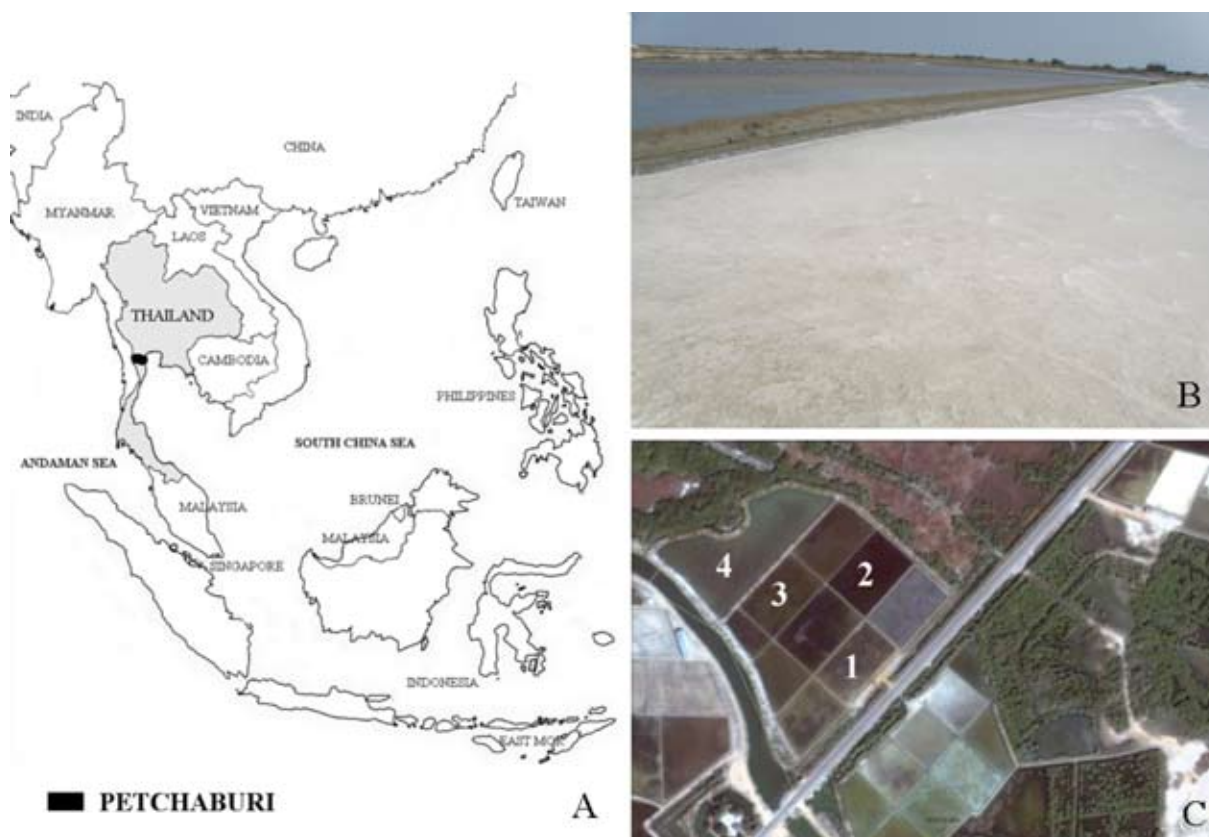 INDIA
CHINA
MYANMAR
VIETNAM
TAIWAN
LAOS
THAILAND
CAMBODIA
PHILIPPINES
SOUTH CHINA SEA
ANDAMAN SEA
BRUNEI
MALAYSIA
MALAYSIA
SINGAPORE
INDONESIA
EAST MOR
PETCHABURI
A
B
4
3
2
1
C